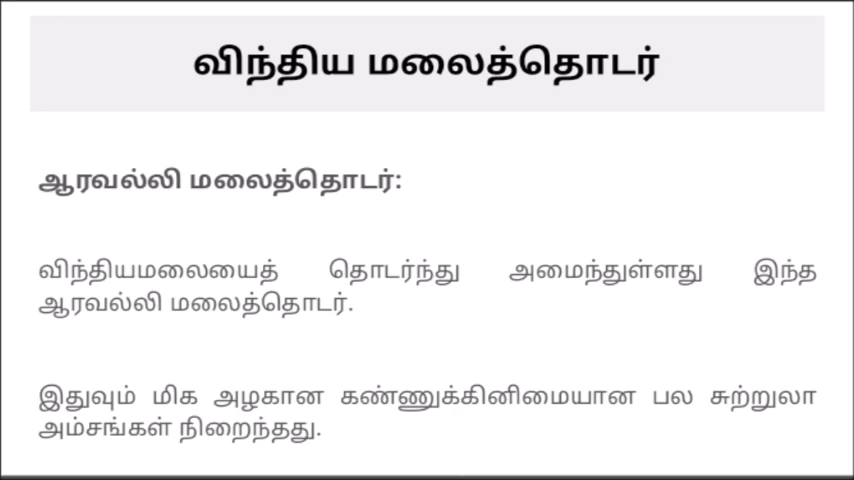 விந்திய மலைத்தொடர்
ஆரவல்லி மலைத்தொடர்:
விந்தியமலையைத் தொடர்ந்து அமைந்துள்ளது இந்த
ஆரவல்லி மலைத்தொடர்.
இதுவும் மிக அழகான கண்ணுக்கினிமையான பல சுற்றுலா
அம்சங்கள் நிறைந்தது.